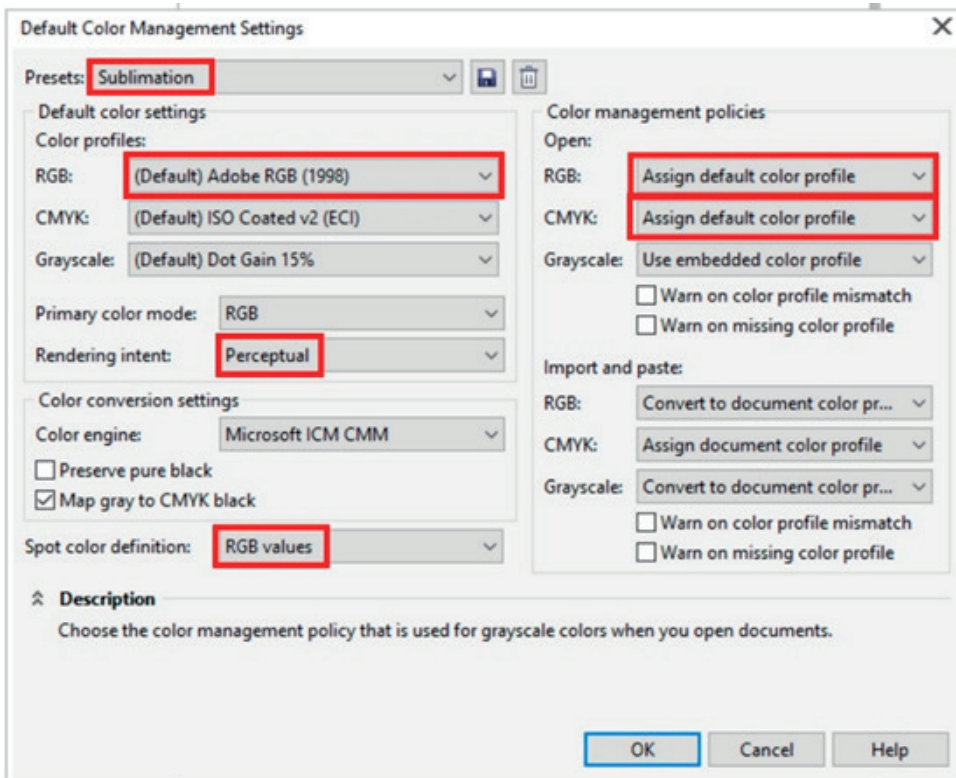 Default Color Management Settings
Presets: Sublimation
Default color settings
Color profiles:
RGB: (Default) Adobe RGB (1998)
CMYK: (Default) ISO Coated v2 (ECI)
Grayscale: (Default) Dot Gain 15%
Primary color mode: RGB
Rendering intent: Perceptual
Color conversion settings
Color engine: Microsoft ICM CMM
Preserve pure black
Map gray to CMYK black
Spot color definition: RGB values
Color management policies
Open:
RGB: Assign default color profile
CMYK: Assign default color profile
Grayscale: Use embedded color profile
Warn on color profile mismatch
Warn on missing color profile
Import and paste:
RGB: Convert to document color pr...
CMYK: Assign document color profile
Grayscale: Convert to document color pr...
Warn on color profile mismatch
Warn on missing color profile
Description
Choose the color management policy that is used for grayscale colors when you open documents.
OK Cancel Help